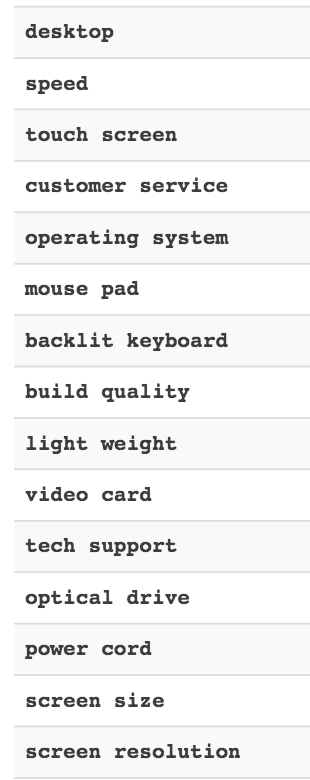 desktop
speed
touch screen
customer service
operating system
mouse pad
backlit keyboard
build quality
light weight
video card
tech support
optical drive
power cord
screen size
screen resolution